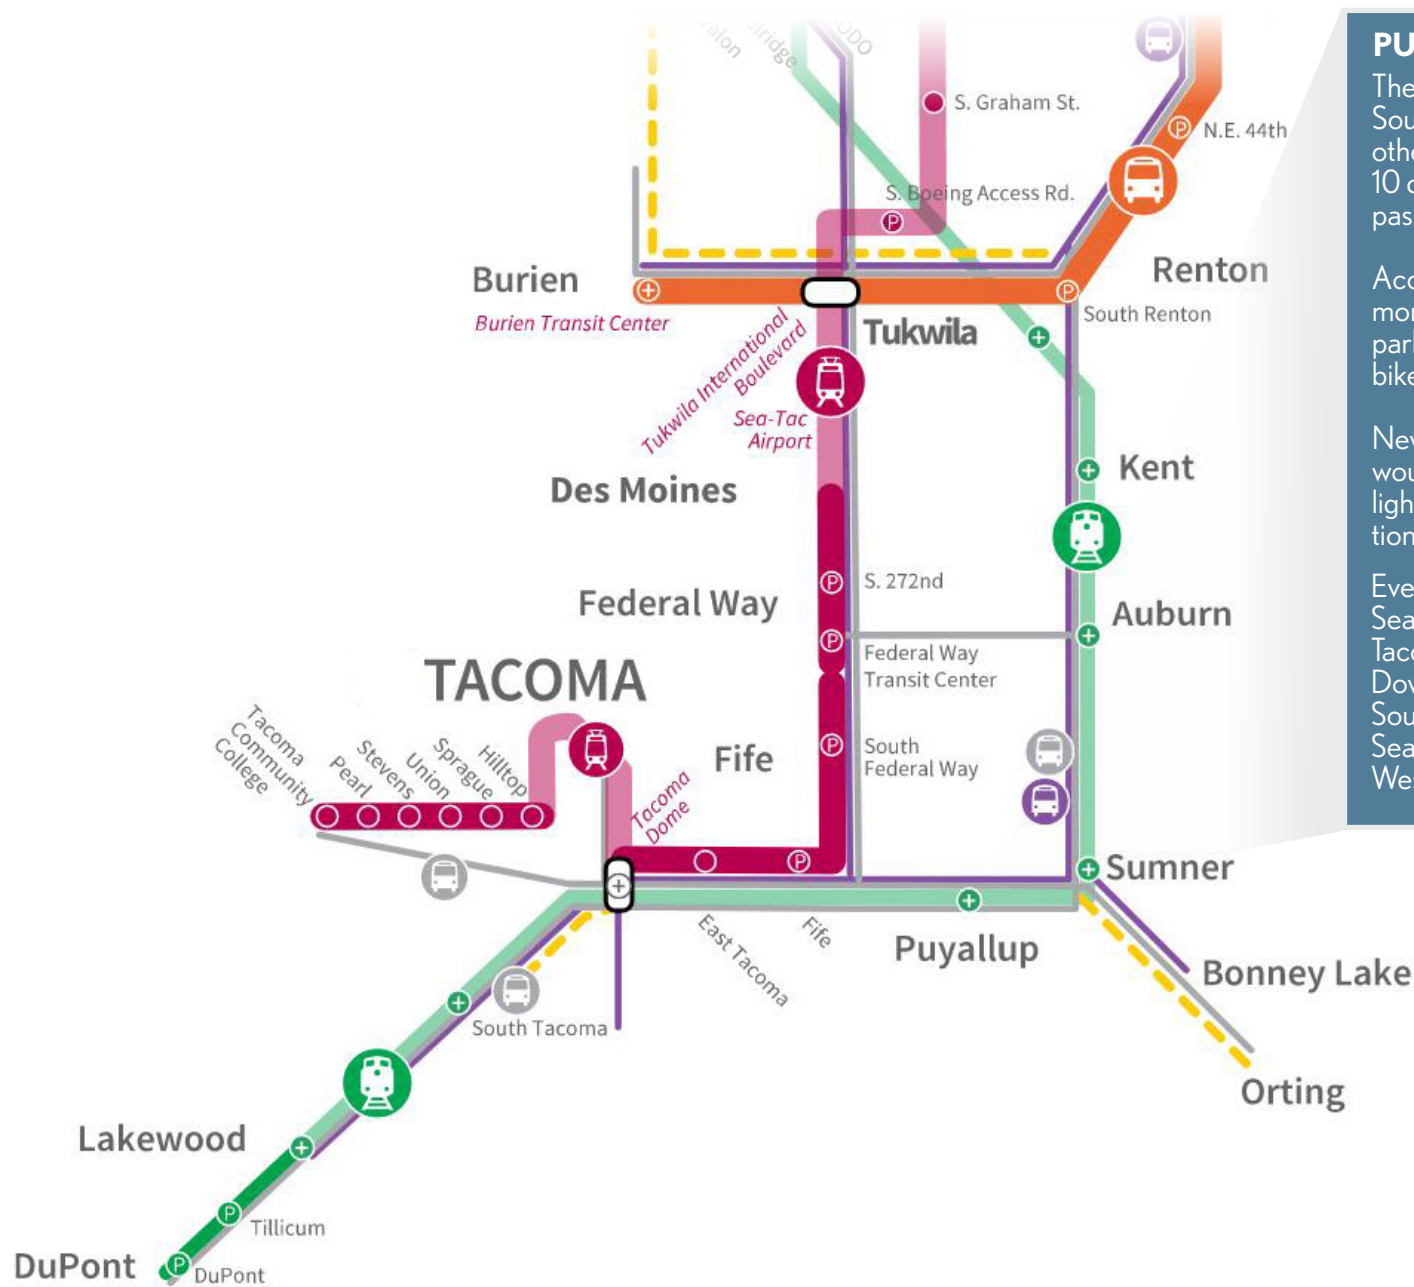 S. Graham St.
N.E. 44th
S. Boeing Access Rd.
Burien
Renton
Burien Transit Center
South Renton
Tukwila International
Boulevard
Tukwila
Sea-Tac
Airport
Kent
Des Moines
S. 272nd
Federal Way
Auburn
Federal Way
Transit Center
TACOMA
South
Federal Way
Fife
Tacoma
Community
College
Pearl
Stevens
Union
Sprague
Hilltop
Tacoma
Dome
Sumner
East Tacoma
Fife
Puyallup
Bonney Lake
South Tacoma
Orting
Lakewood
Tillicum
DuPont
DuPont
P
P
P
P
P
P
P
P
P
The
10